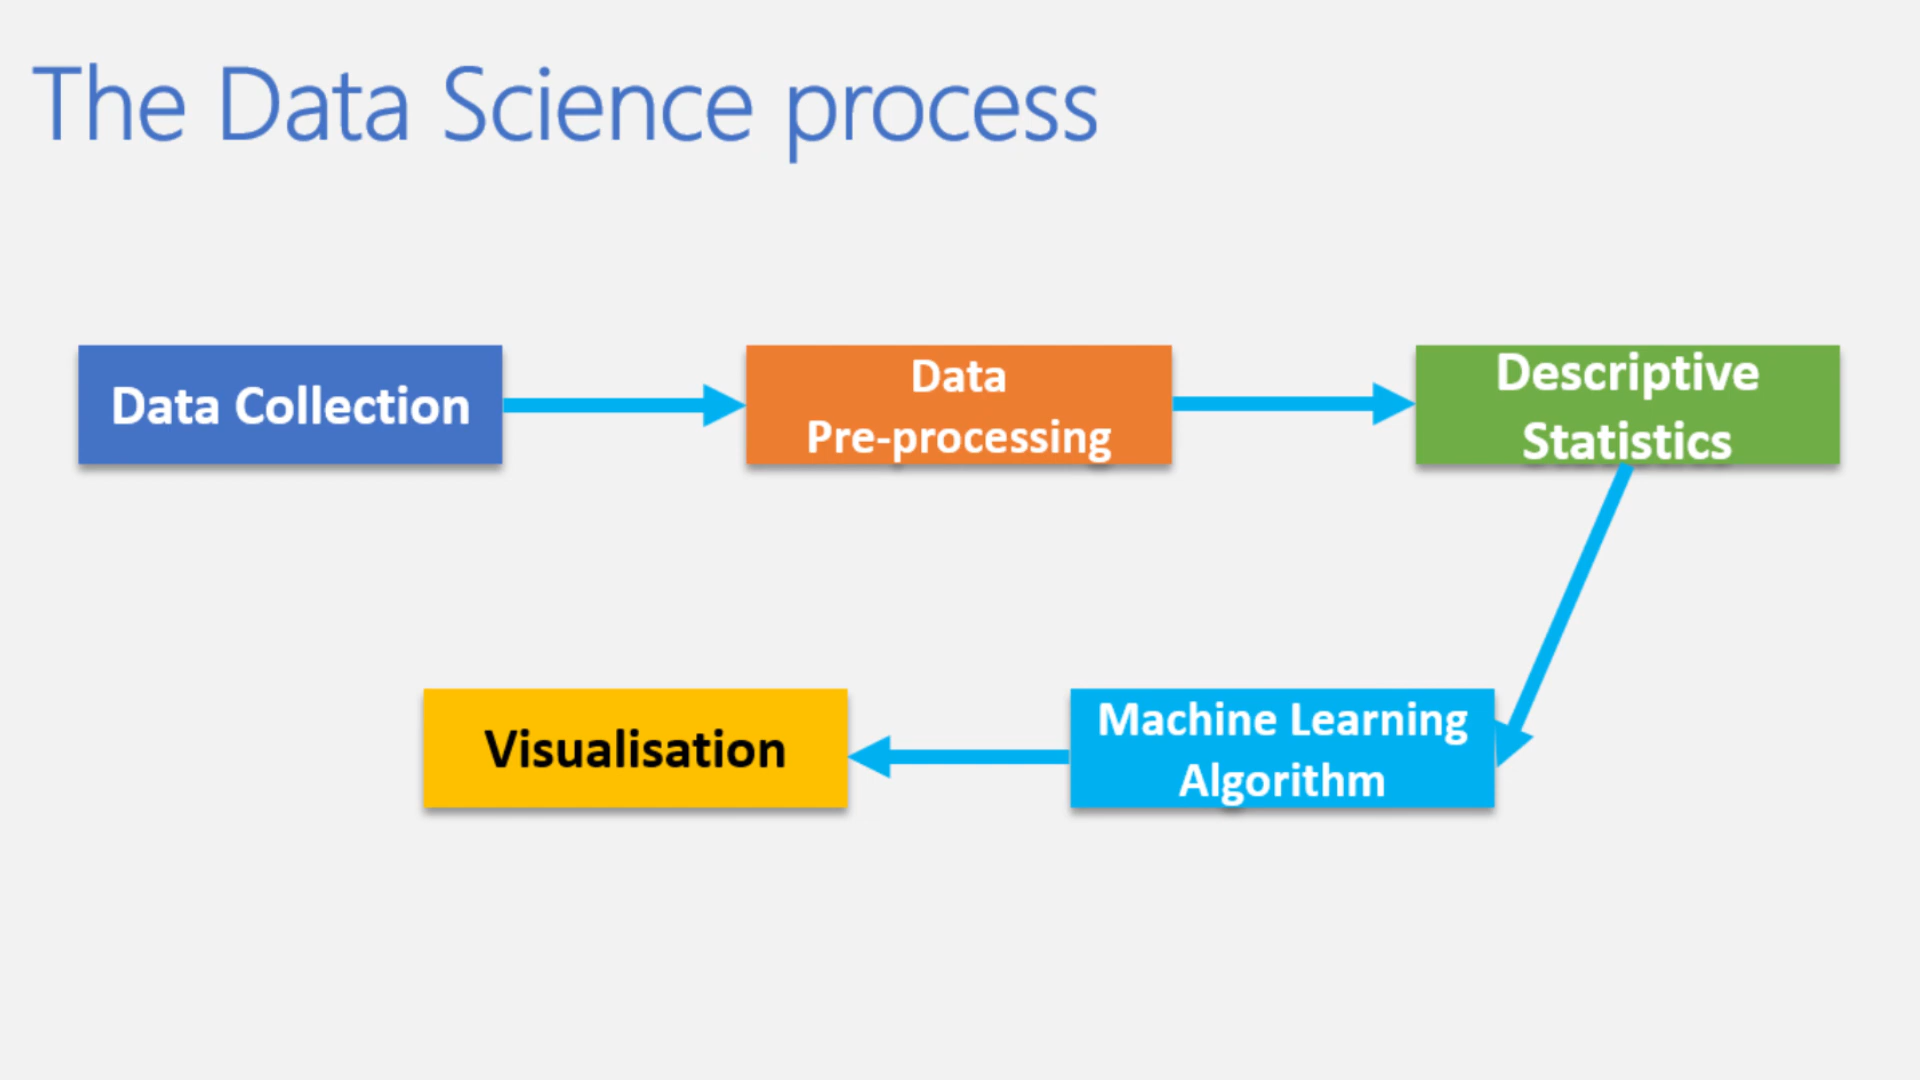 The Data Science process
Data Collection
Data
Pre-processing
Descriptive
Statistics
Machine Learning
Algorithm
Visualisation